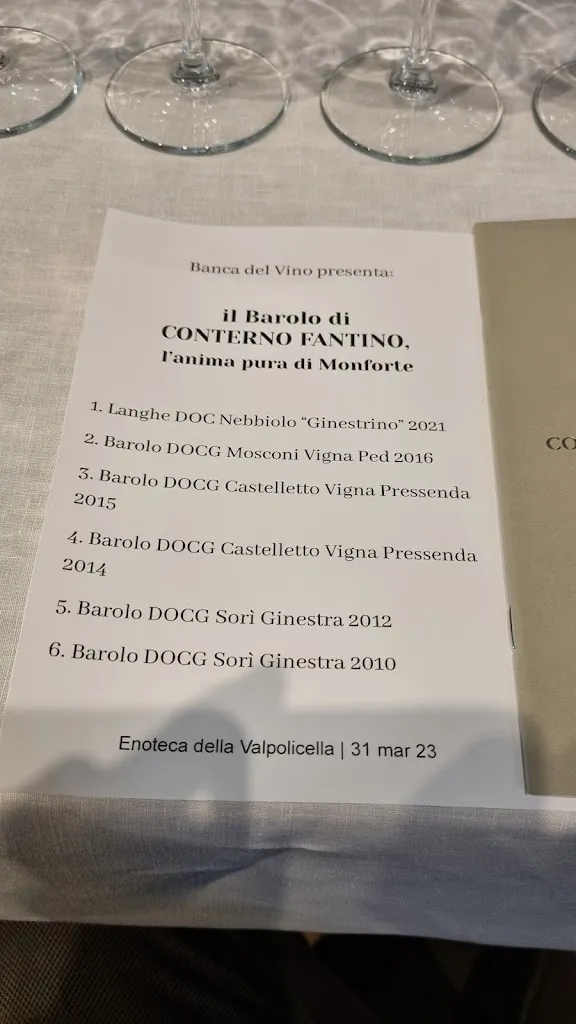 Banca del Vino presenta:
il Barolo di
CONTERNO FANTINO,
l'anima pura di Monforte
1. Langhe DOC Nebbiolo “Ginestrino” 2021
2. Barolo DOCG Mosconi Vigna Ped 2016
3. Barolo DOCG Castelletto Vigna Pressenda
2015
4. Barolo DOCG Castelletto Vigna Pressenda
2014
5. Barolo DOCG Sorì Ginestra 2012
6. Barolo DOCG Sorì Ginestra 2010
Enoteca della Valpolicella | 31 mar 23
CO